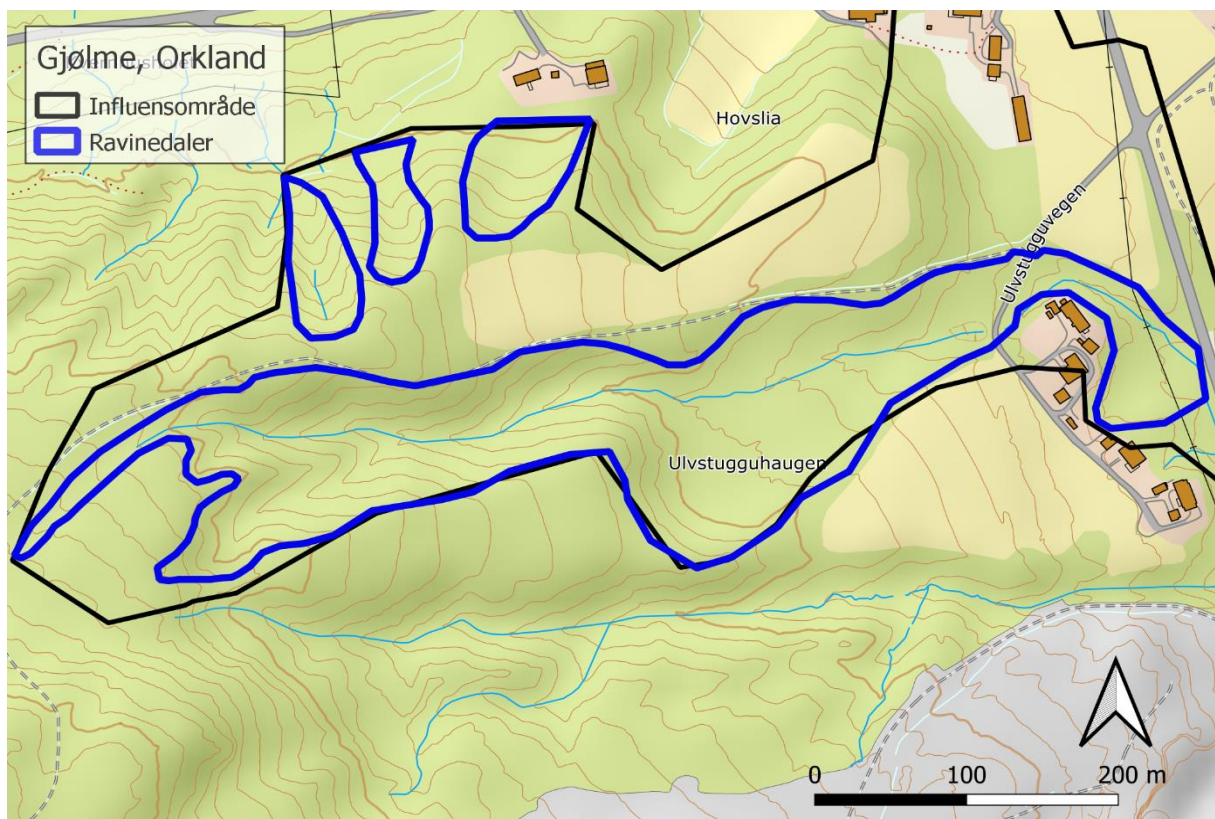 Gjølme, Orkland
Influensområde
Ravinedaler
Hovslia
Ulvstugguvegen
Ulvstugguhaugen
0 100 200 m